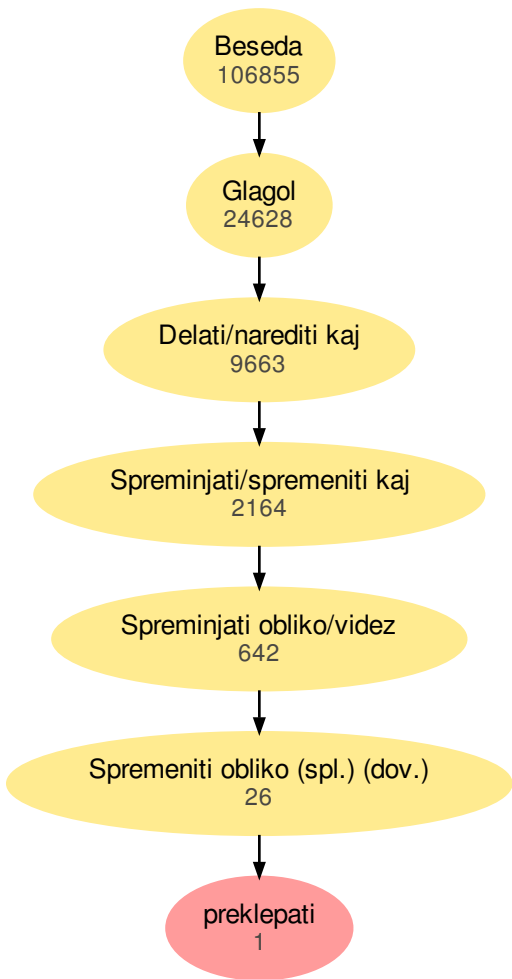 Beseda
106855
Glagol
24628
Delati/narediti kaj
9663
Spreminjati/spremeniti kaj
2164
Spreminjati obliko/videz
642
Spremeniti obliko (spl.) (dov.)
26
preklepati
1